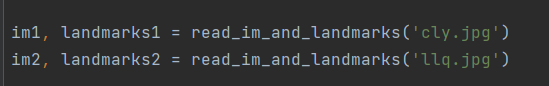 im1, landmarks1 = read_im_and_landmarks('cly.jpg')
im2, landmarks2 = read_im_and_landmarks('llq.jpg')